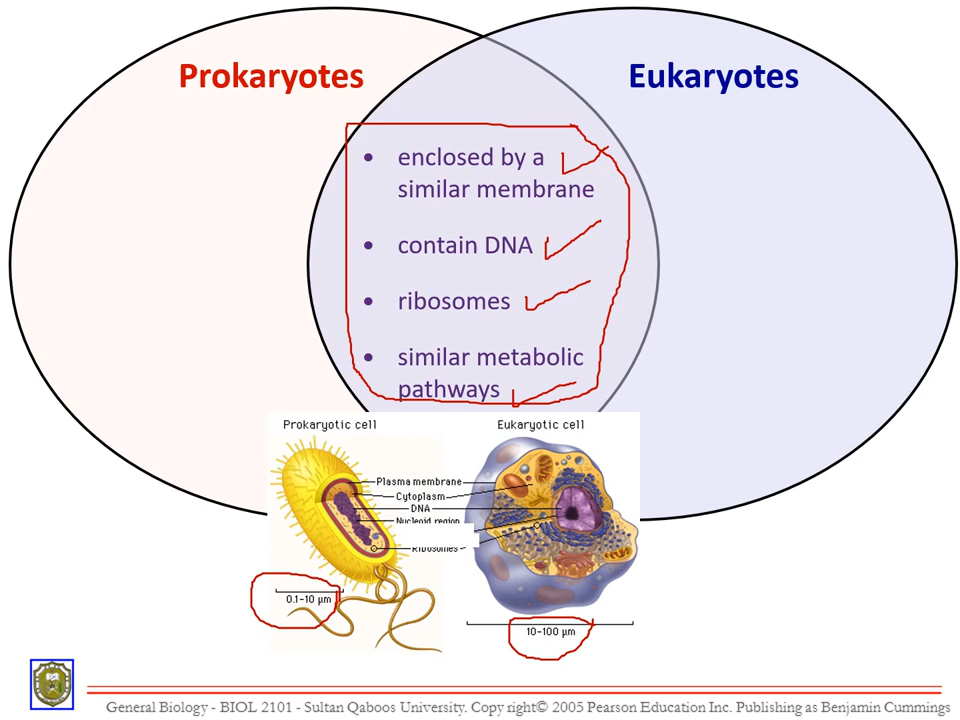 Prokaryotes
Eukaryotes
• enclosed by a
similar membrane
• contain DNA
• ribosomes
• similar metabolic
pathways
Prokaryotic cell
Eukaryotic cell
Plasma membrane
Cytoplasm
DNA
Nucleoid region
Ribosomes
0.1–10 µm
10–100 µm
General Biology - BIOL 2101 - Sultan Qaboos University. Copy right© 2005 Pearson Education Inc. Publishing as Benjamin Cummings